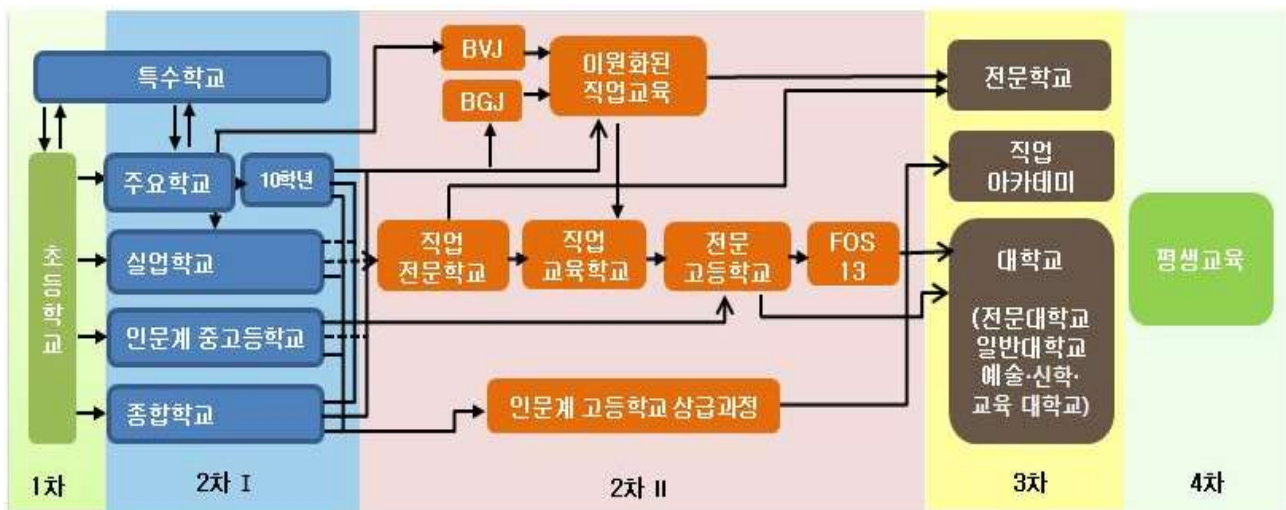 특수학교
초등학교
주요학교
10학년
실업학교
인문계 중고등학교
종합학교
BVJ
BGJ
이원화된
직업교육
직업
전문학교
직업
교육학교
전문
고등학교
FOS
13
인문계 고등학교 상급과정
전문학교
직업
아카데미
대학교
(전문대학교
일반대학교
예술·신학·
교육 대학교)
평생교육
1차
2차 I
2차 II
3차
4차